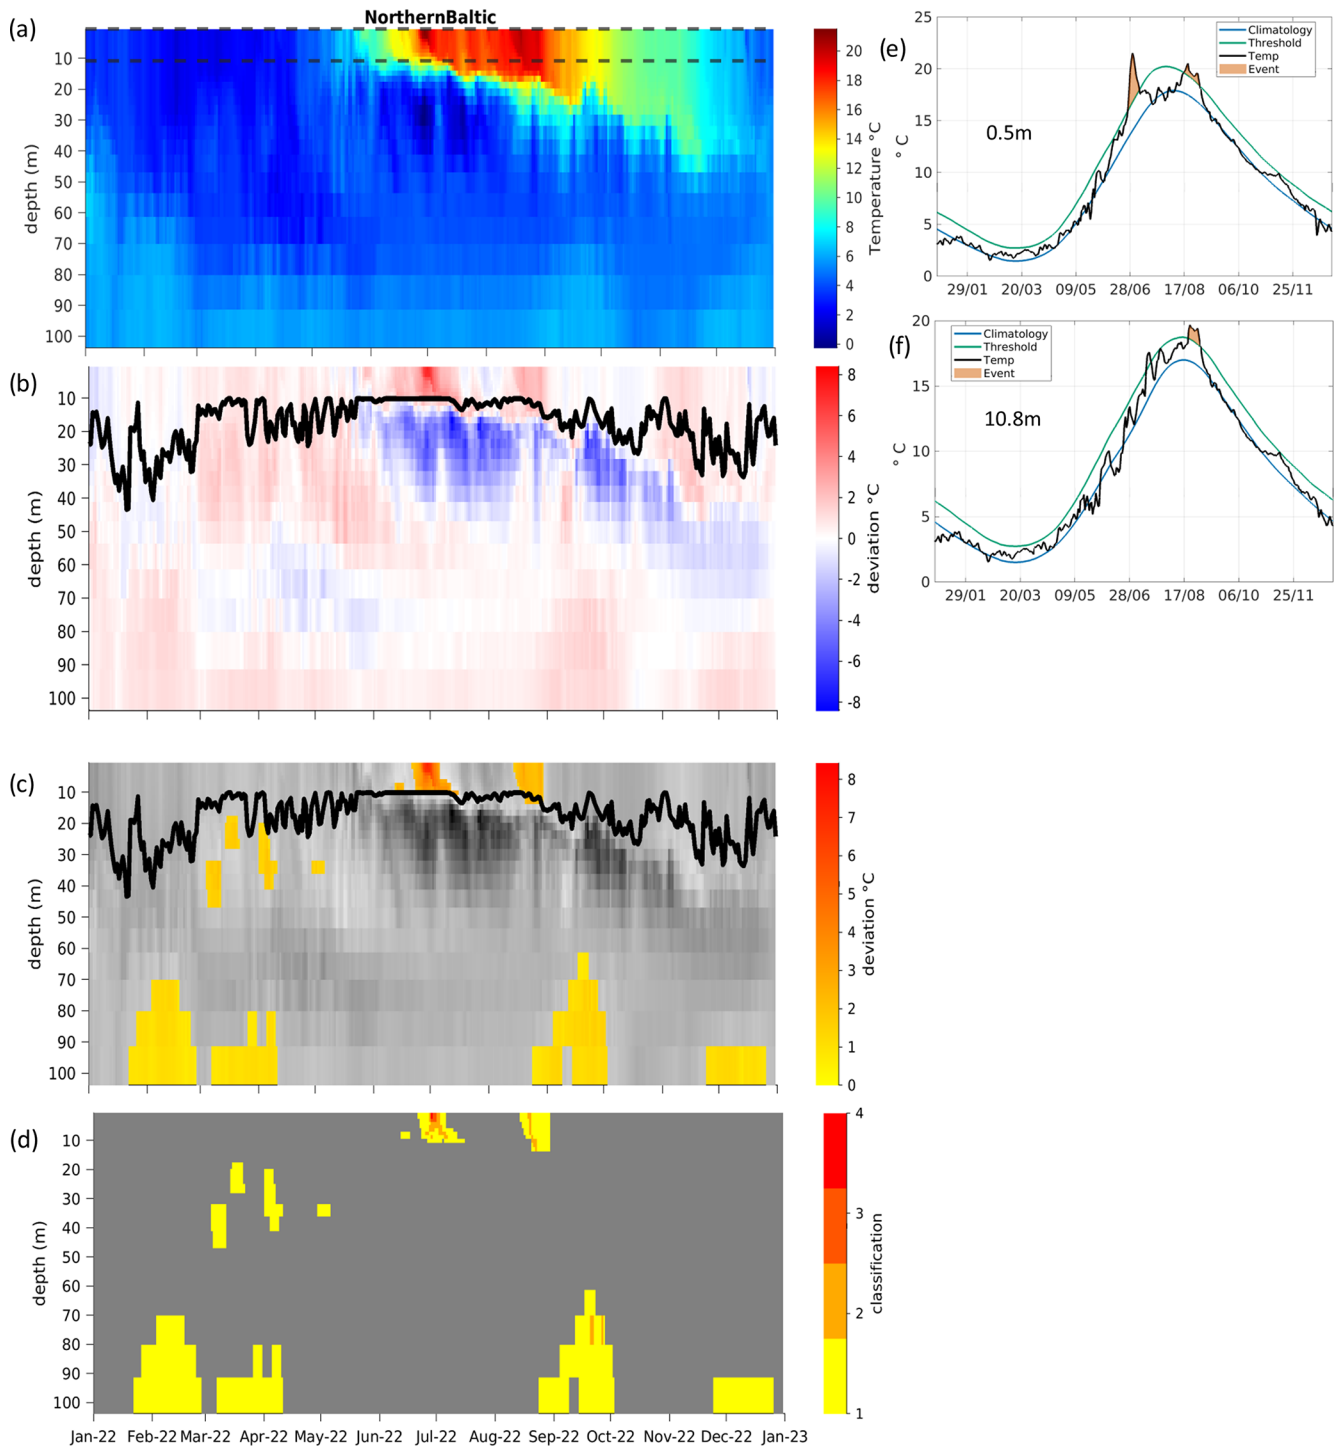 (a)
NorthernBaltic
10
20
30
40
50
60
70
80
90
100
depth (m)
20
18
16
14
12
10
8
6
4
2
0
Temperature °C
(b)
10
20
30
40
50
60
70
80
90
100
depth (m)
8
6
4
2
0
-2
-4
-6
-8
deviation °C
(c)
10
20
30
40
50
60
70
80
90
100
depth (m)
8
7
6
5
4
3
2
1
0
deviation °C
(d)
10
20
30
40
50
60
70
80
90
100
depth (m)
4
3
2
1
classification
Jan-22 Feb-22 Mar-22 Apr-22 May-22 Jun-22 Jul-22 Aug-22 Sep-22 Oct-22 Nov-22 Dec-22 Jan-23
(e)
25
20
15
10
5
0
° C
0.5m
Climatology
Threshold
Temp
Event
29/01 20/03 09/05 28/06 17/08 06/10 25/11
(f)
20
15
10
5
0
° C
10.8m
Climatology
Threshold
Temp
Event
29/01 20/03 09/05 28/06 17/08 06/10 25/11